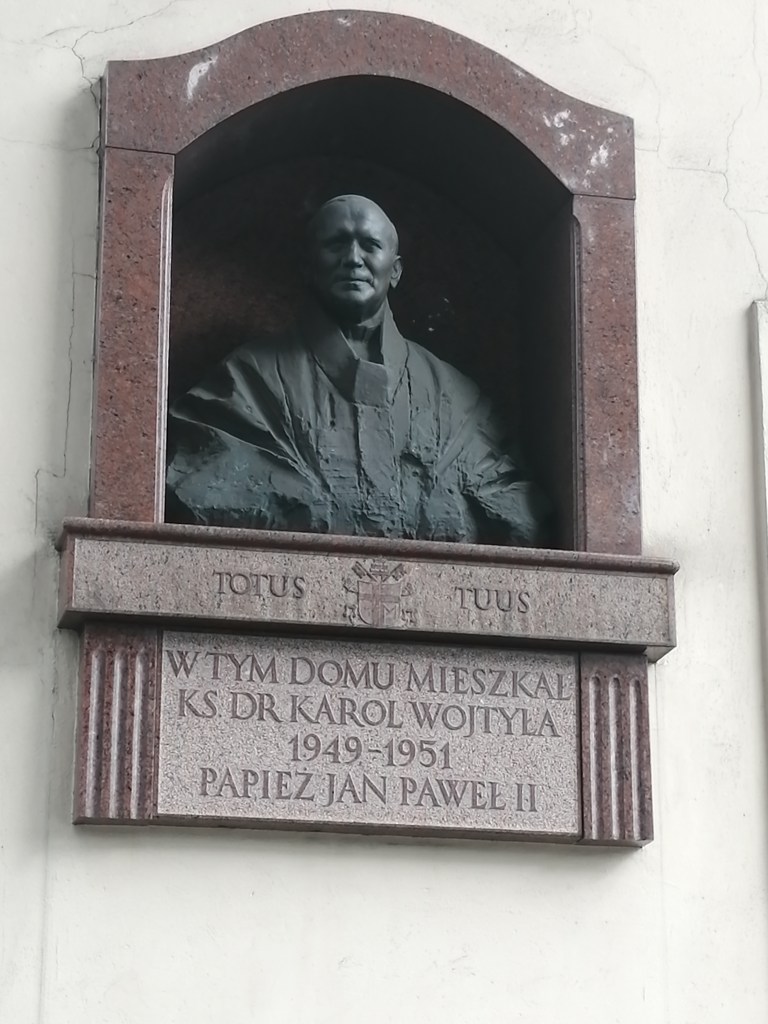 TOTUS TUUS
W TYM DOMU MIESZKAŁ
KS. DR KAROL WOJTYŁA
1949-1951
PAPIEŻ JAN PAWEŁ II